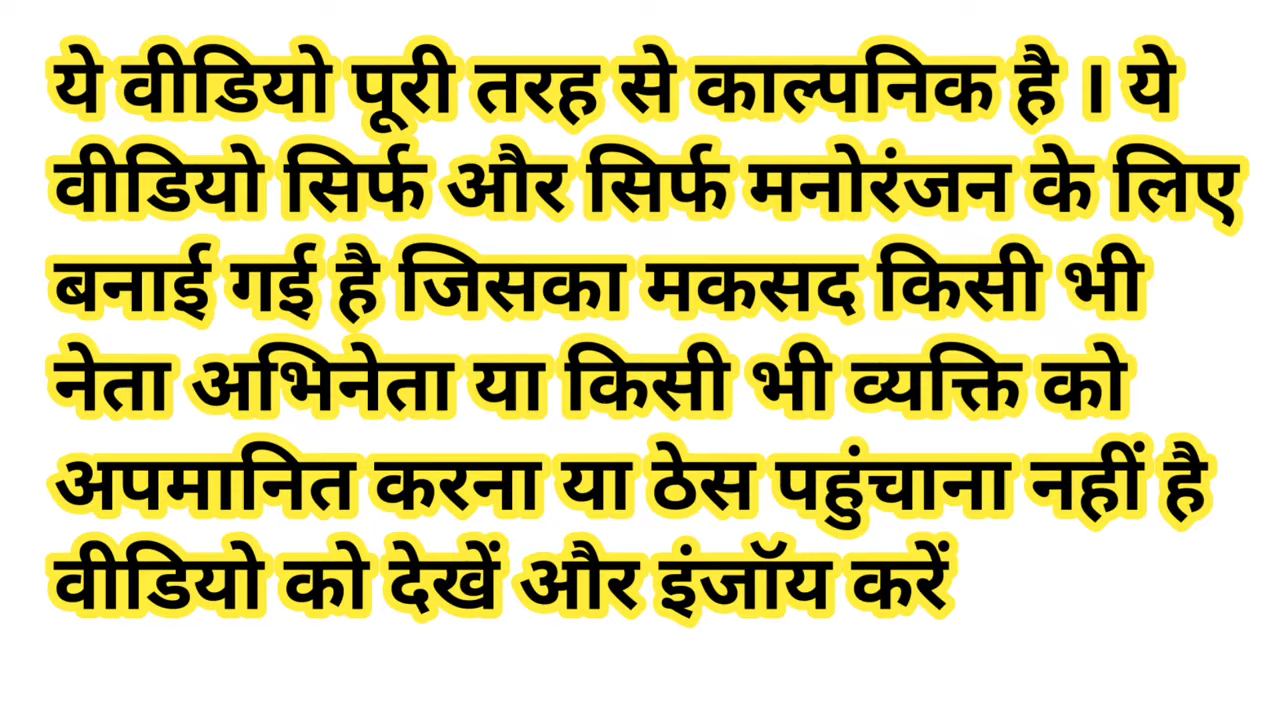 ये वीडियो पूरी तरह से काल्पनिक है । ये
वीडियो सिर्फ और सिर्फ मनोरंजन के लिए
बनाई गई है जिसका मकसद किसी भी
नेता अभिनेता या किसी भी व्यक्ति को
अपमानित करना या ठेस पहुंचाना नहीं है
वीडियो को देखें और इंजॉय करें